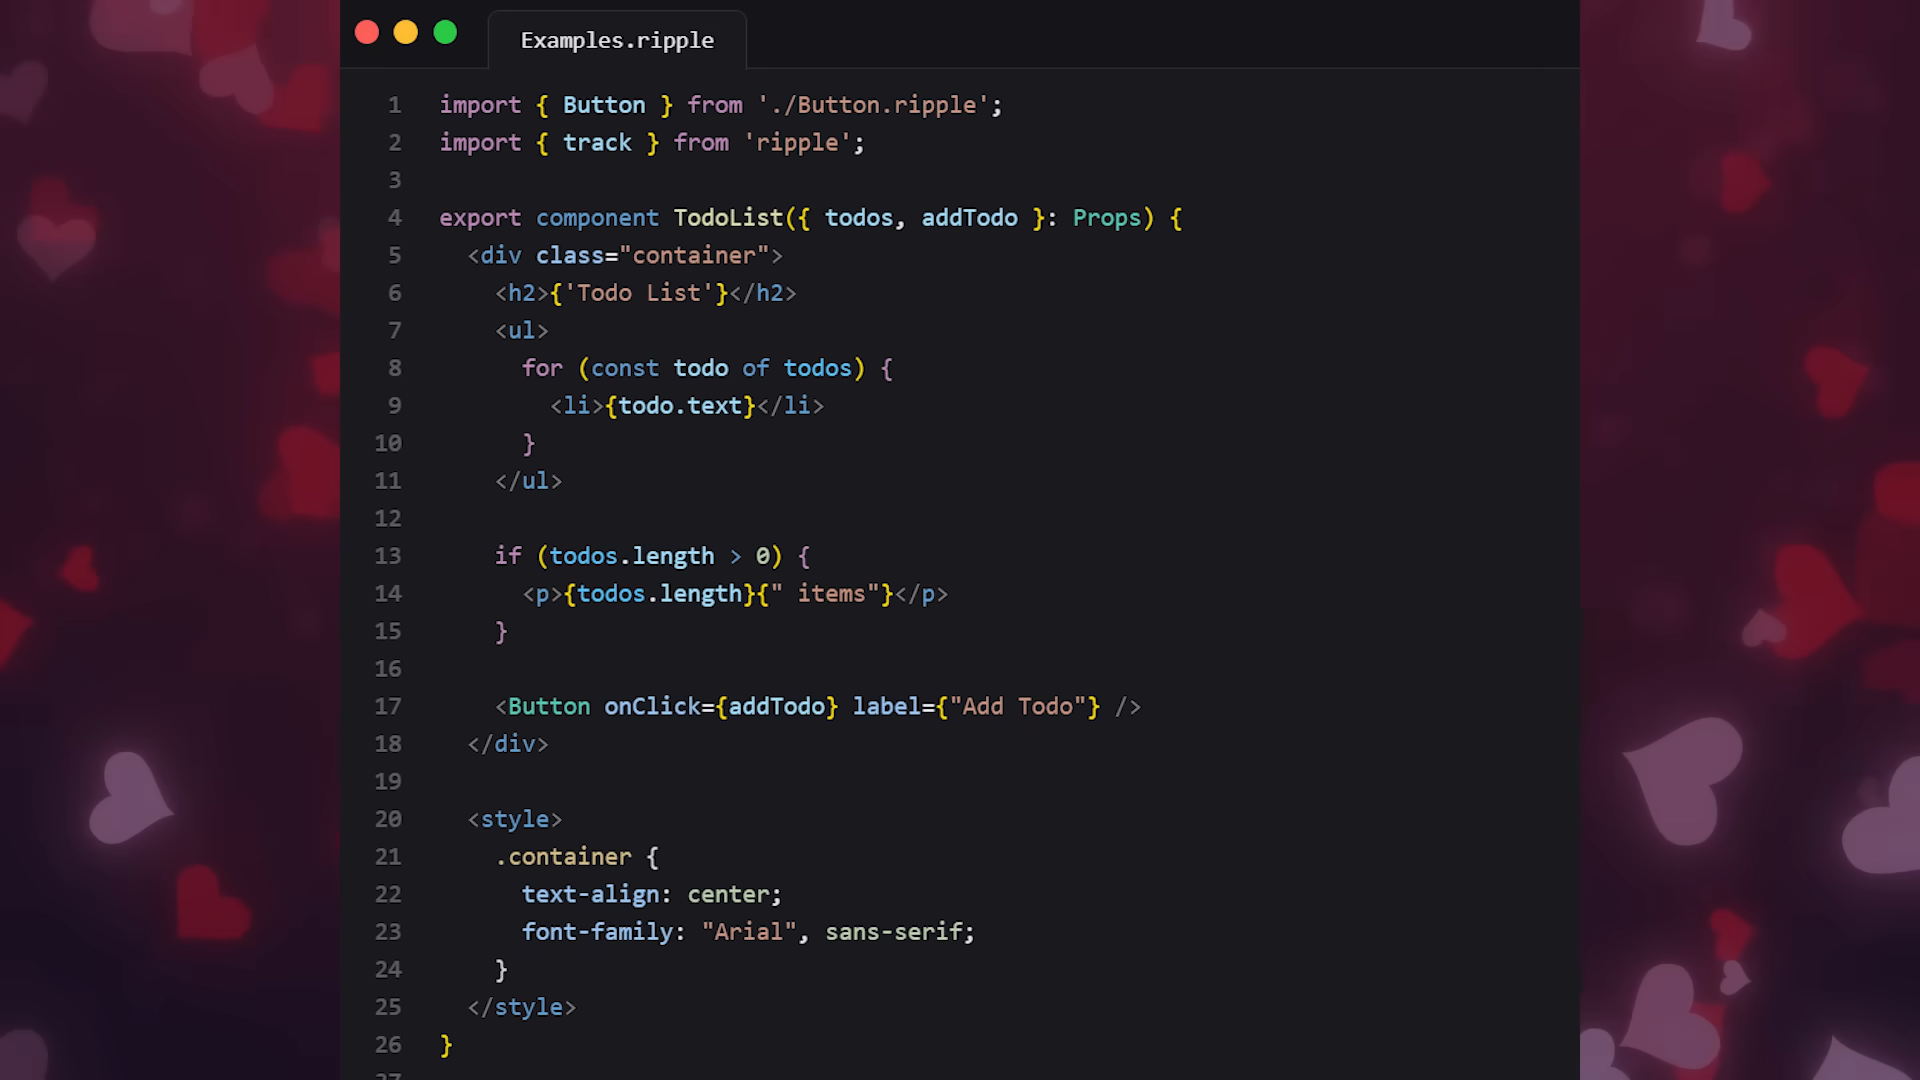 Examples.ripple
1 import { Button } from './Button.ripple';
2 import { track } from 'ripple';
3
4 export component TodoList({ todos, addTodo }: Props) {
5   <div class="container">
6     <h2>{'Todo List'}</h2>
7     <ul>
8       for (const todo of todos) {
9         <li>{todo.text}</li>
10       }
11     </ul>
12
13     if (todos.length > 0) {
14       <p>{todos.length}{" items"}</p>
15     }
16
17     <Button onClick={addTodo} label={"Add Todo"} />
18   </div>
19
20   <style>
21     .container {
22       text-align: center;
23       font-family: "Arial", sans-serif;
24     }
25   </style>
26 }
27